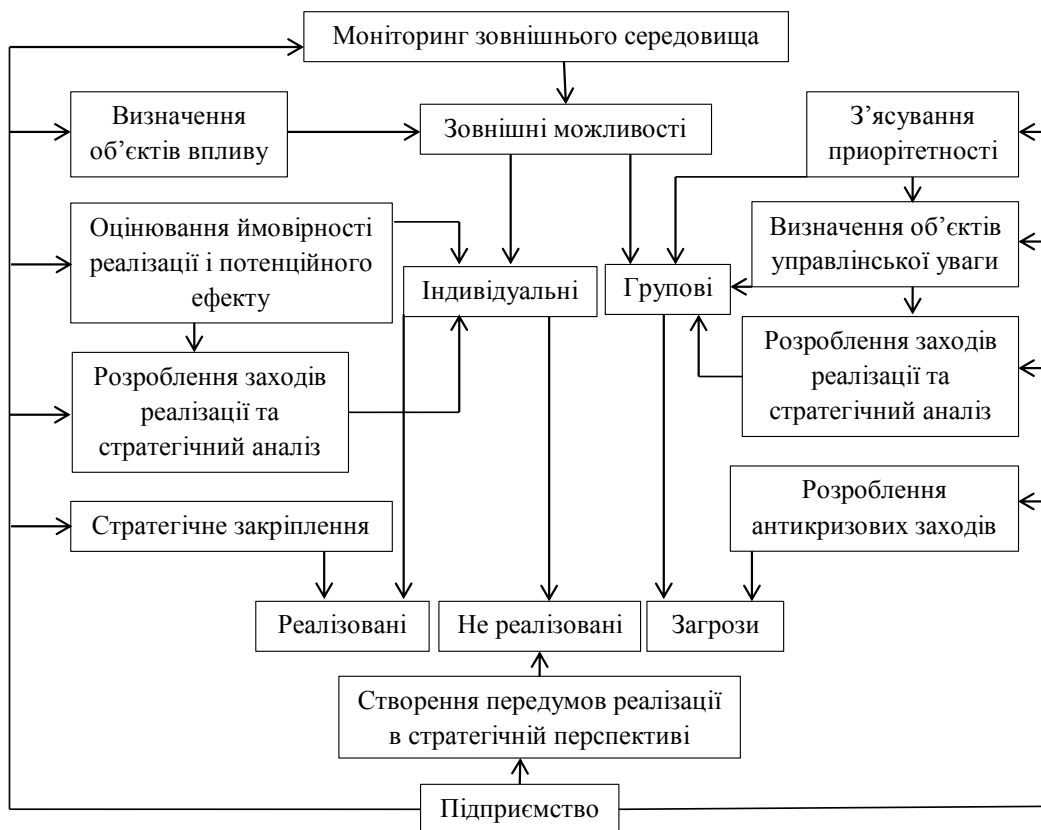 Моніторинг зовнішнього середовища
Визначення
об’єктів впливу
Зовнішні можливості
З’ясування
приорітетності
Оцінювання ймовірності
реалізації і потенційного
ефекту
Індивідуальні
Групові
Визначення об’єктів
управлінської уваги
Розроблення заходів
реалізації та
стратегічний аналіз
Розроблення заходів
реалізації та
стратегічний аналіз
Стратегічне закріплення
Розроблення
антикризових заходів
Реалізовані
Не реалізовані
Загрози
Створення передумов реалізації
в стратегічній перспективі
Підприємство